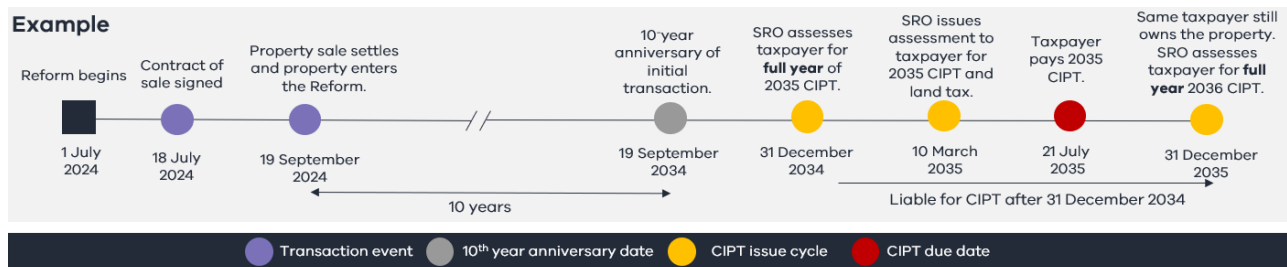 Example
Reform begins
1 July
2024
Contract of
sale signed
18 July
2024
Property sale settles
and property enters
the Reform.
19 September
2024
10-year
anniversary of
initial
transaction.
19 September
2034
SRO assesses
taxpayer for
full year of
2035 CIPT.
31 December
2034
SRO issues
assessment to
taxpayer for
2035 CIPT and
land tax.
10 March
2035
Taxpayer
pays 2035
CIPT.
21 July
2035
Same taxpayer still
owns the property.
SRO assesses
taxpayer for full
year 2036 CIPT.
31 December
2035
10 years
Liable for CIPT after 31 December 2034
Transaction event
10th year anniversary date
CIPT issue cycle
CIPT due date